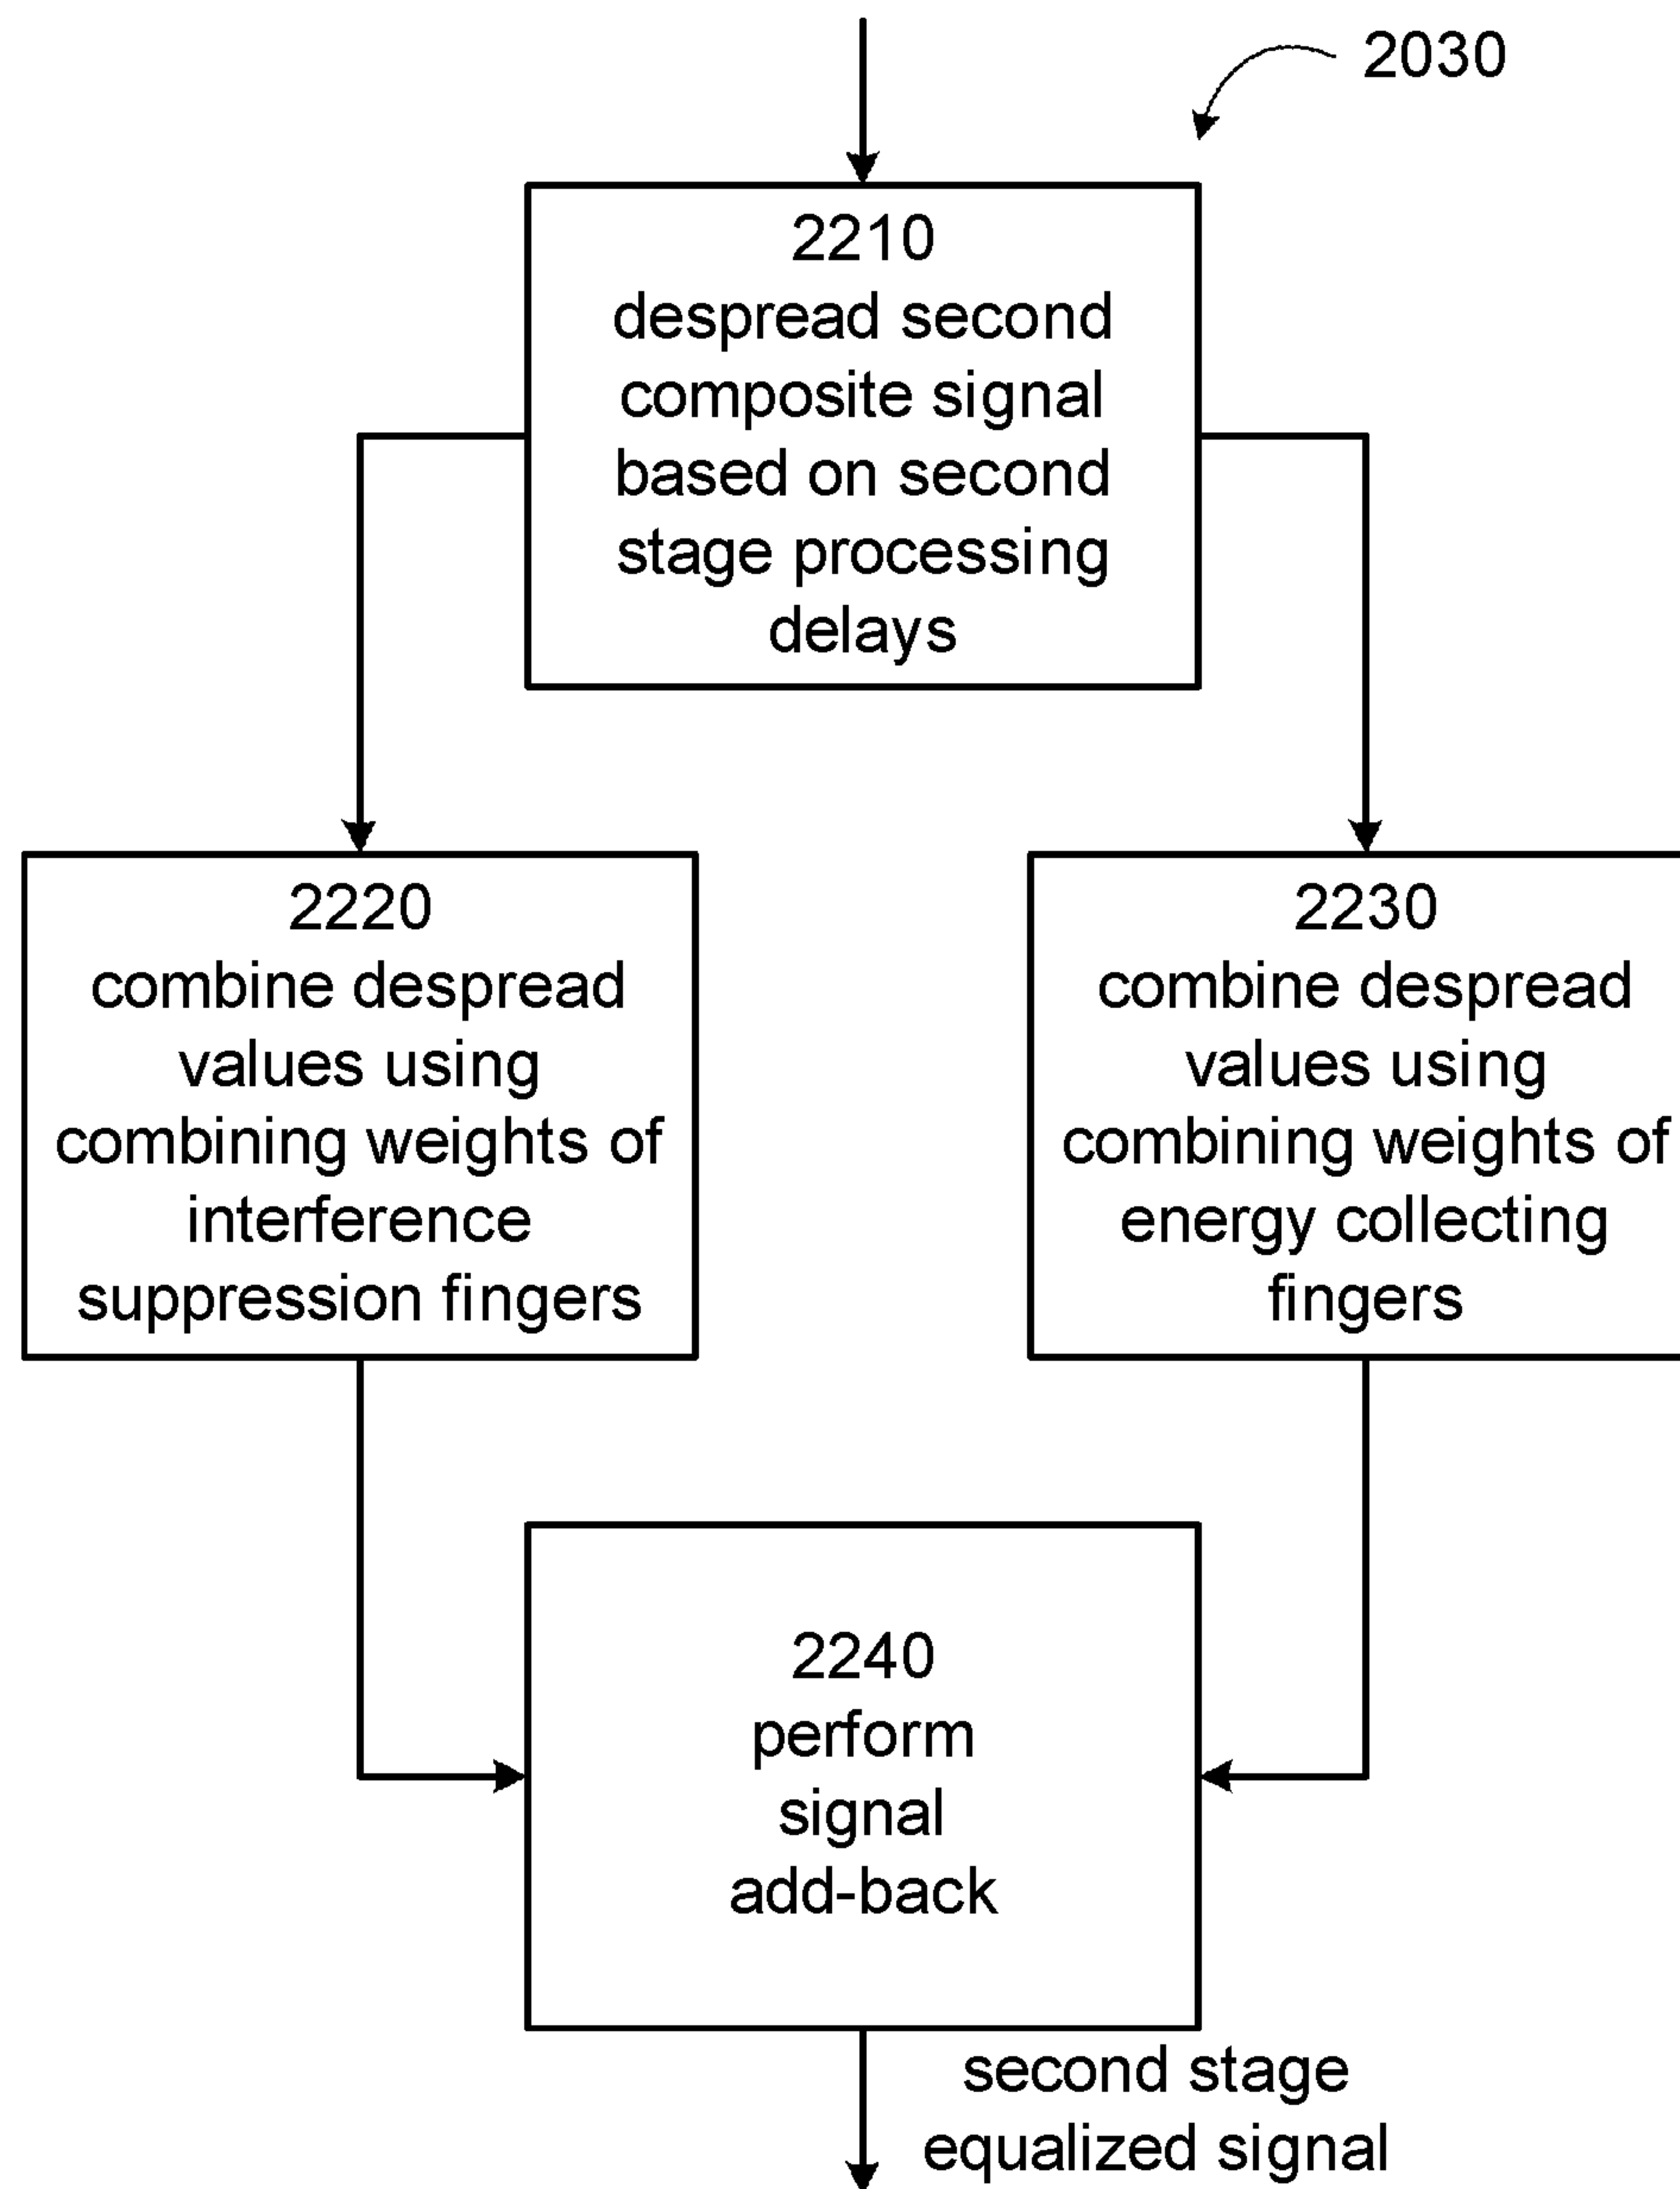 2030
2210
despread second
composite signal
based on second
stage processing
delays
2220
combine despread
values using
combining weights of
interference
suppression fingers
2230
combine despread
values using
combining weights of
energy collecting
fingers
2240
perform
signal
add-back
second stage
equalized signal